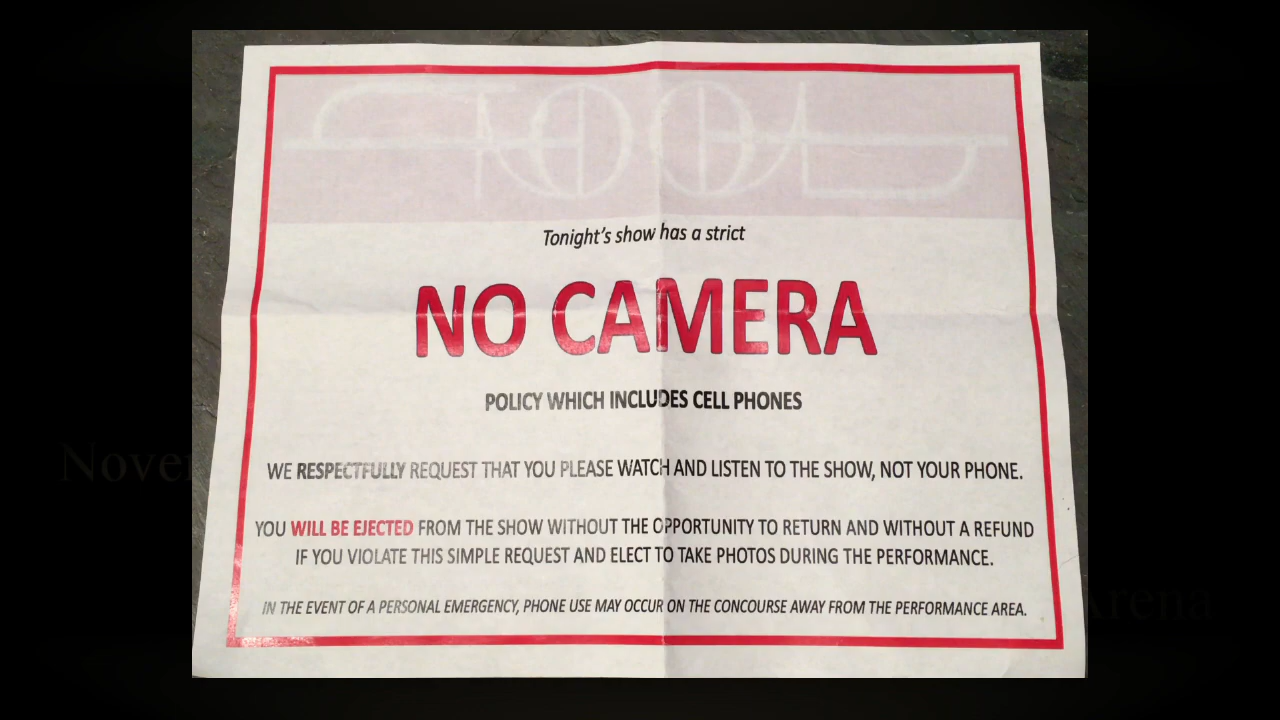 TOOL
Tonight's show has a strict
NO CAMERA
POLICY WHICH INCLUDES CELL PHONES
WE RESPECTFULLY REQUEST THAT YOU PLEASE WATCH AND LISTEN TO THE SHOW, NOT YOUR PHONE.
YOU WILL BE EJECTED FROM THE SHOW WITHOUT THE OPPORTUNITY TO RETURN AND WITHOUT A REFUND
IF YOU VIOLATE THIS SIMPLE REQUEST AND ELECT TO TAKE PHOTOS DURING THE PERFORMANCE.
IN THE EVENT OF A PERSONAL EMERGENCY, PHONE USE MAY OCCUR ON THE CONCOURSE AWAY FROM THE PERFORMANCE AREA.
Arena